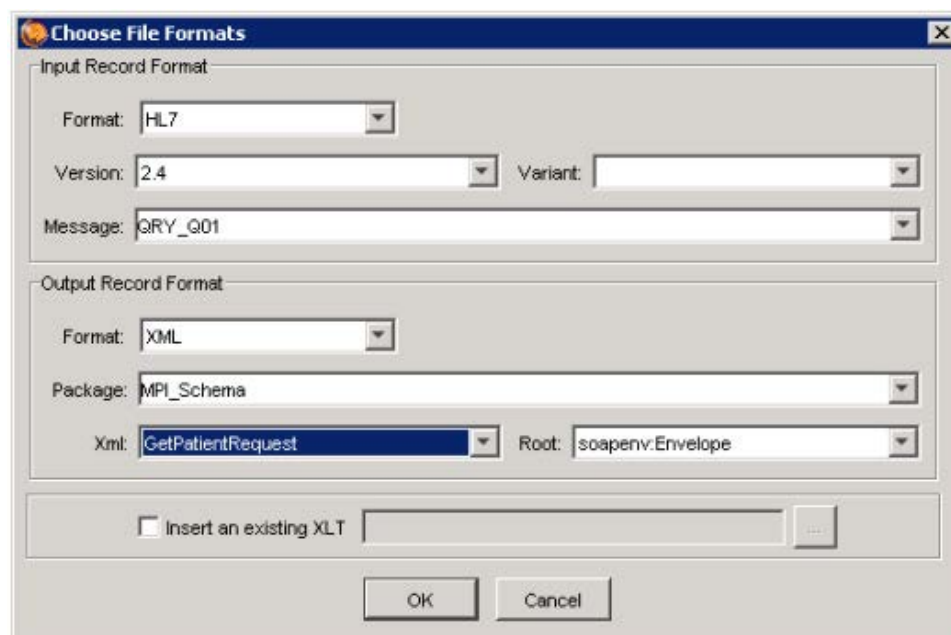 Choose File Formats
Input Record Format
Format: HL7
Version: 2.4 Variant:
Message: QRY_Q01
Output Record Format
Format: XML
Package: MPI_Schema
Xml: GetPatientRequest Root: soapenv:Envelope
Insert an existing XLT ...
OK Cancel